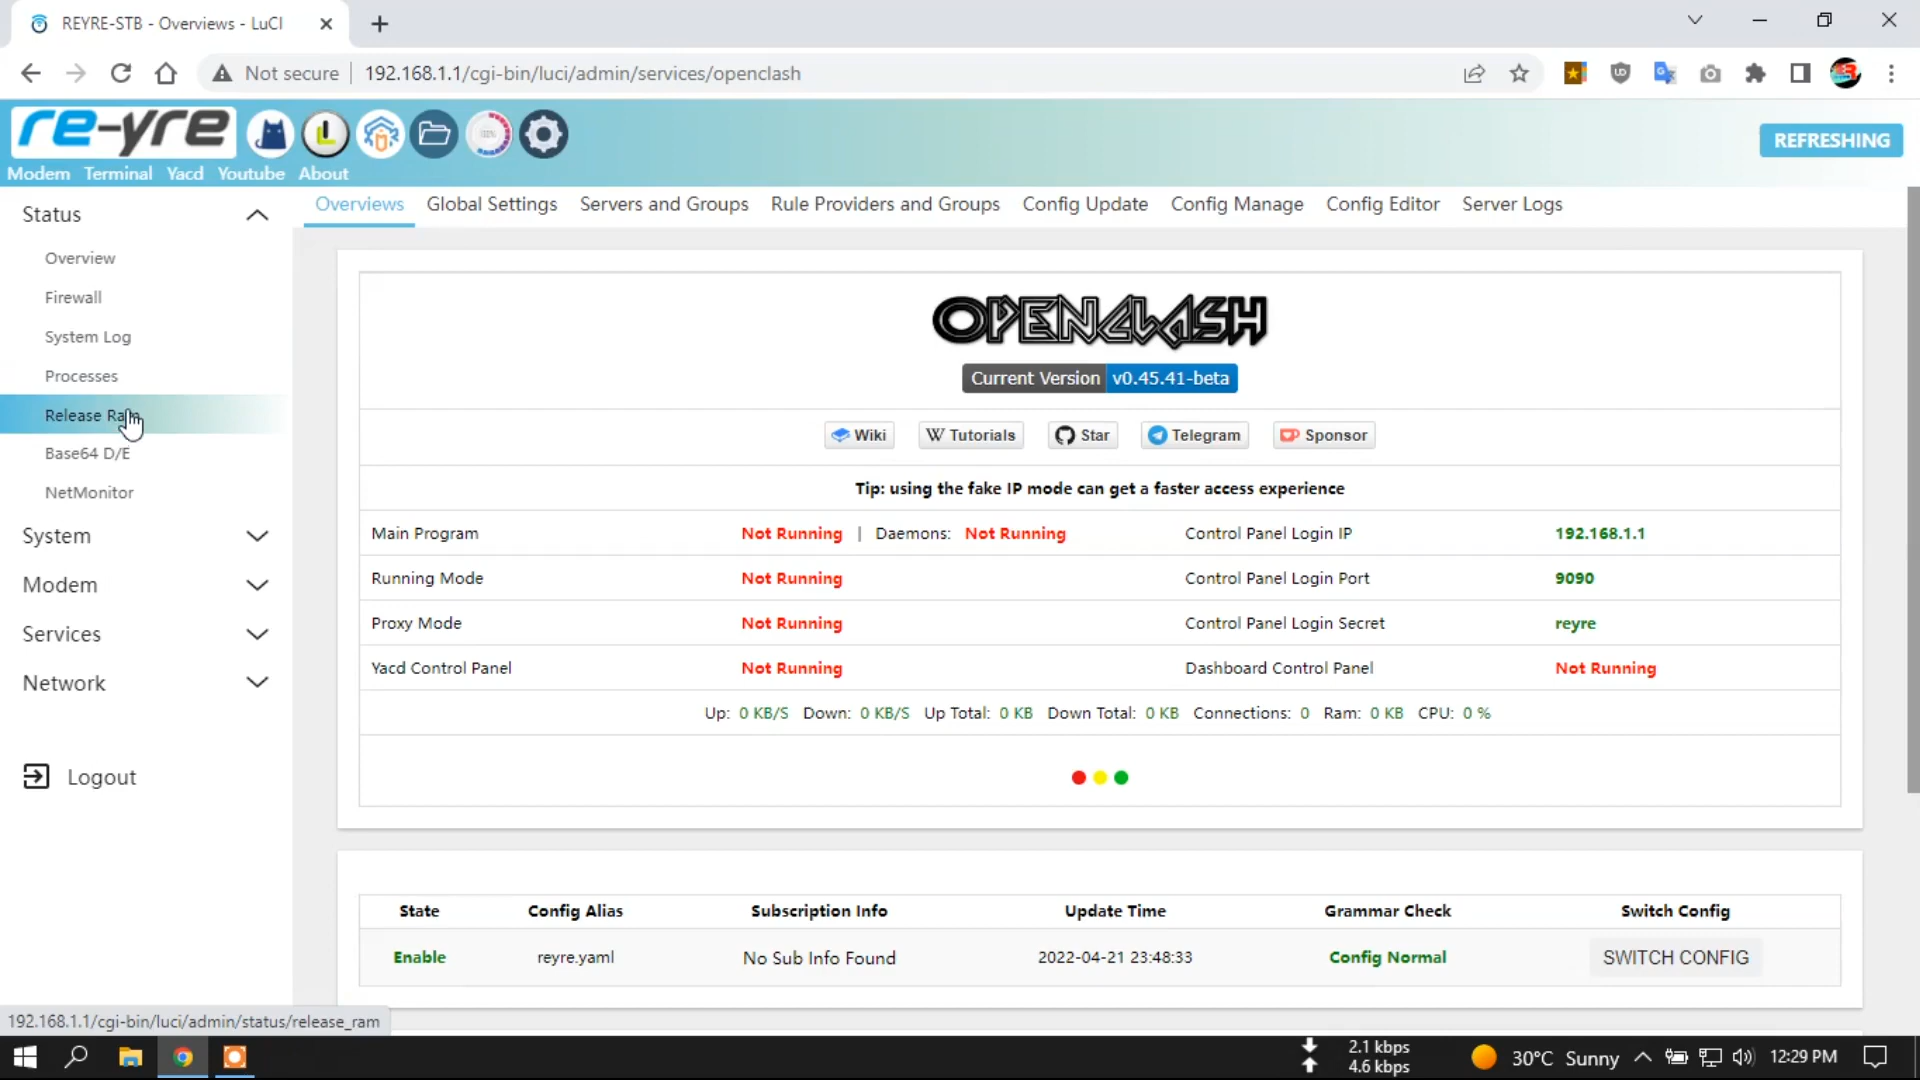 REYRE-STB - Overviews - LuCI
Not secure 192.168.1.1/cgi-bin/luci/admin/services/openclash
re-yre
REFRESHING
Modem Terminal Yacd Youtube About
Status
Overview
Firewall
System Log
Processes
Release Ram
Base64 D/E
NetMonitor
System
Modem
Services
Network
Logout
Overviews Global Settings Servers and Groups Rule Providers and Groups Config Update Config Manage Config Editor Server Logs
OPENCLASH
Current Version v0.45.41-beta
Wiki Tutorials Star Telegram Sponsor
Tip: using the fake IP mode can get a faster access experience
Main Program Not Running | Daemons: Not Running Control Panel Login IP 192.168.1.1
Running Mode Not Running Control Panel Login Port 9090
Proxy Mode Not Running Control Panel Login Secret reyre
Yacd Control Panel Not Running Dashboard Control Panel Not Running
Up: 0 KB/S Down: 0 KB/S Up Total: 0 KB Down Total: 0 KB Connections: 0 Ram: 0 KB CPU: 0 %
State Config Alias Subscription Info Update Time Grammar Check Switch Config
Enable reyre.yaml No Sub Info Found 2022-04-21 23:48:33 Config Normal SWITCH CONFIG
192.168.1.1/cgi-bin/luci/admin/status/release_ram
2.1 kbps
4.6 kbps
30°C Sunny
12:29 PM